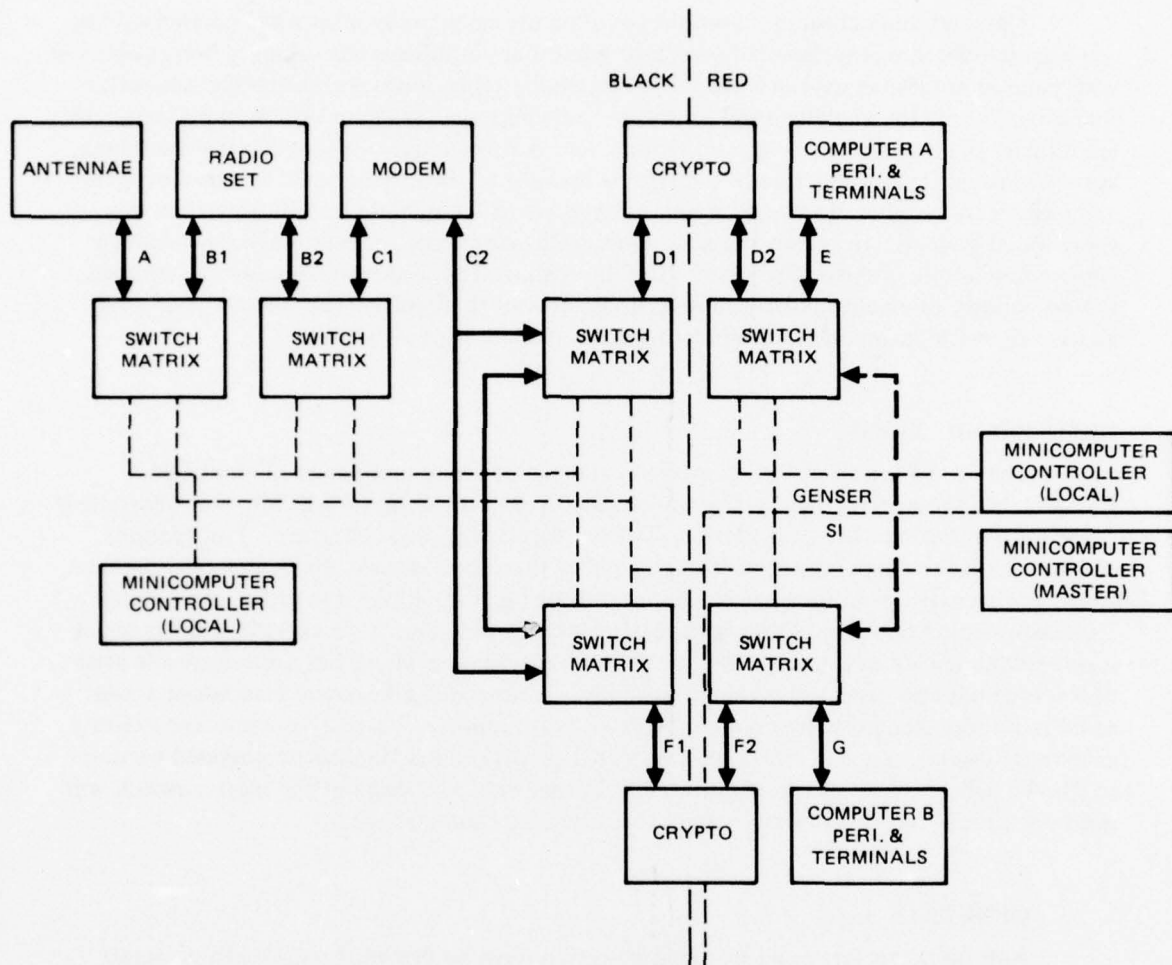 BLACK
RED
ANTENNAE
RADIO
SET
MODEM
CRYPTO
COMPUTER A
PERI. &
TERMINALS
A
B1
B2
C1
C2
D1
D2
E
SWITCH
MATRIX
SWITCH
MATRIX
SWITCH
MATRIX
SWITCH
MATRIX
MINICOMPUTER
CONTROLLER
(LOCAL)
GENSER
SI
MINICOMPUTER
CONTROLLER
(MASTER)
MINICOMPUTER
CONTROLLER
(LOCAL)
SWITCH
MATRIX
SWITCH
MATRIX
F1
F2
G
CRYPTO
COMPUTER B
PERI. &
TERMINALS